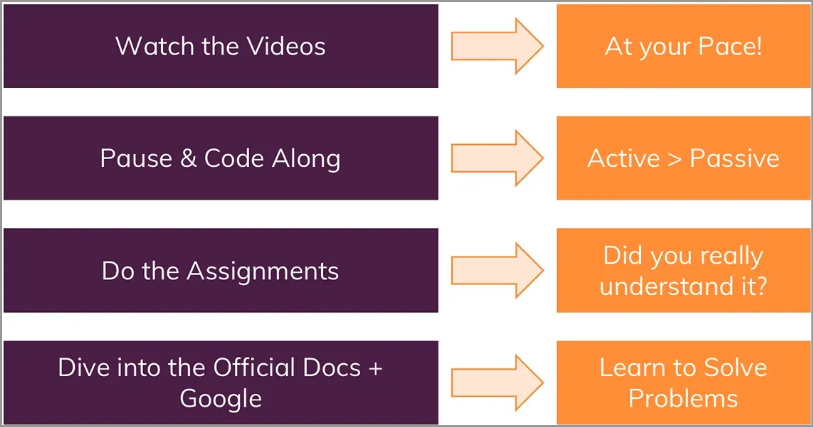 Watch the Videos
At your Pace!
Pause & Code Along
Active > Passive
Do the Assignments
Did you really
understand it?
Dive into the Official Docs +
Google
Learn to Solve
Problems